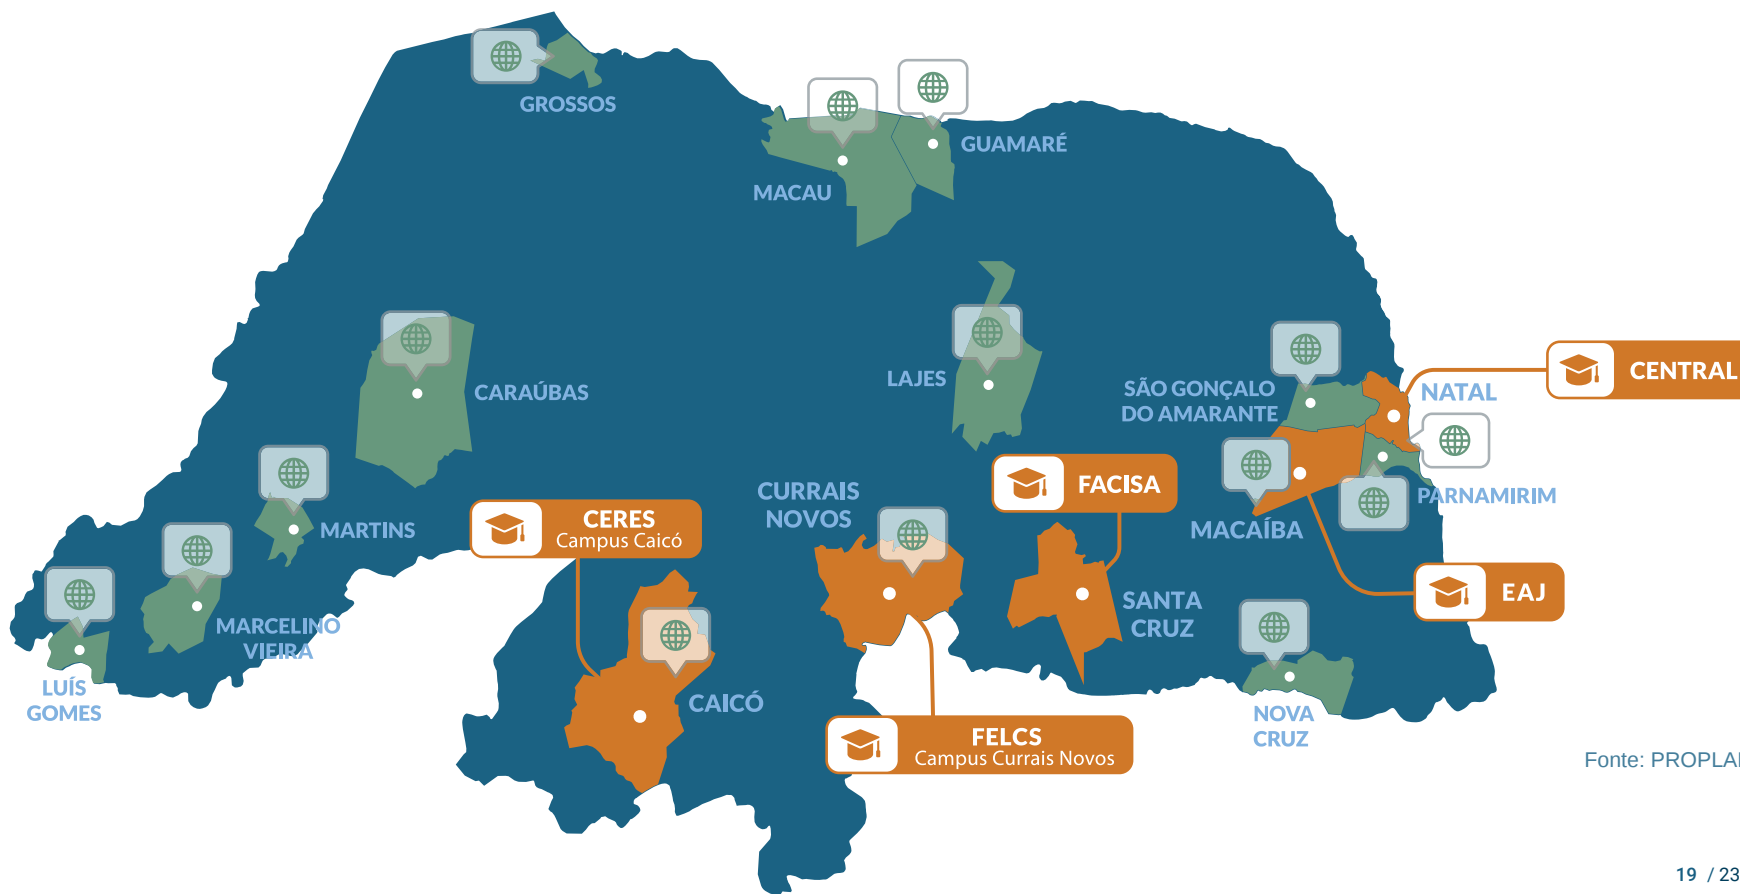 GROSSOS
GUAMARÉ
MACAU
CENTRAL
LAJES
SÃO GONÇALO
DO AMARANTE
NATAL
CARAÚBAS
FACISA
CURRAIS
NOVOS
PARNAMIRIM
MACAÍBA
CERES
Campus Caicó
MARTINS
EAJ
SANTA
CRUZ
MARCELINO
VIEIRA
LUÍS
GOMES
CAICÓ
NOVA
CRUZ
FELCS
Campus Currais Novos
Fonte: PROPLA
19 / 23